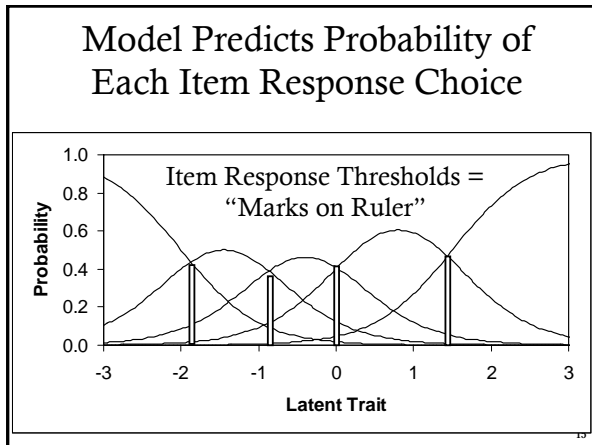 Model Predicts Probability of
Each Item Response Choice
Item Response Thresholds =
“Marks on Ruler”
Probability
1.0
0.8
0.6
0.4
0.2
0.0
-3 -2 -1 0 1 2 3
Latent Trait